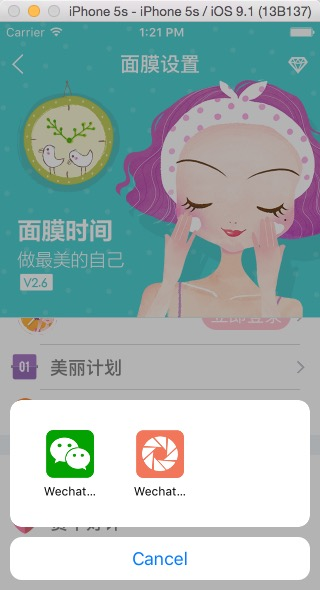 iPhone 5s - iPhone 5s / iOS 9.1 (13B137)
Carrier 1:21 PM
面膜设置
面膜时间
做最美的自己
V2.6
01 美丽计划
Wechat... Wechat...
Cancel